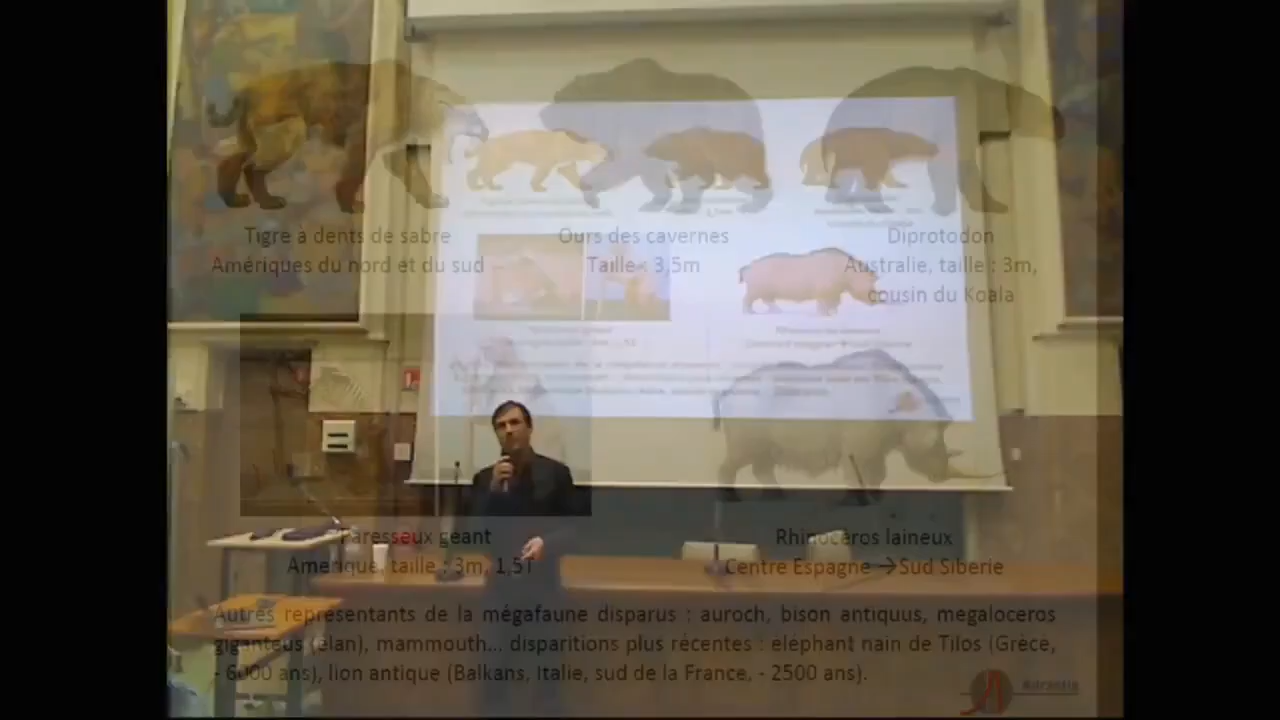 Tigre à dents de sabre
Amériques du nord et du sud
Ours des cavernes
Taille : 3,5m
Diprotodon
Australie, taille : 3m,
cousin du Koala
Paresseux géant
Amérique, taille : 3m, 1,5T
Rhinocéros laineux
Centre Espagne → Sud Siberie
Autres représentants de la mégafaune disparus : auroch, bison antiquus, megaloceros
giganteus (élan), mammouth... disparitions plus récentes : elephant nain de Tilos (Grèce,
- 6000 ans), lion antique (Balkans, Italie, sud de la France, - 2500 ans).